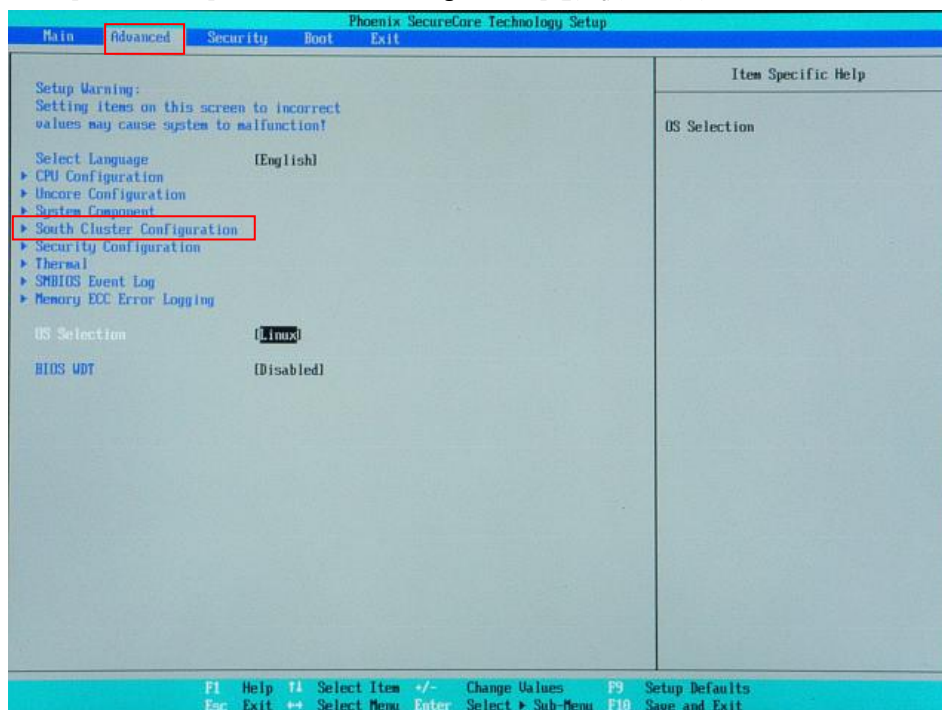 Phoenix SecureCore Technology Setup
Main Advanced Security Boot Exit
Item Specific Help
Setup Warning:
Setting items on this screen to incorrect
values may cause system to malfunction!
OS Selection
Select Language [English]
▶ CPU Configuration
▶ Uncore Configuration
▶ System Component
▶ South Cluster Configuration
▶ Security Configuration
▶ Thermal
▶ SMBIOS Event Log
▶ Memory ECC Error Logging
OS Selection [Linux]
BIOS WDT [Disabled]
F1 Help ↑↓ Select Item +/- Change Values F9 Setup Defaults
Esc Exit ↔ Select Menu Enter Select ▶ Sub-Menu F10 Save and Exit